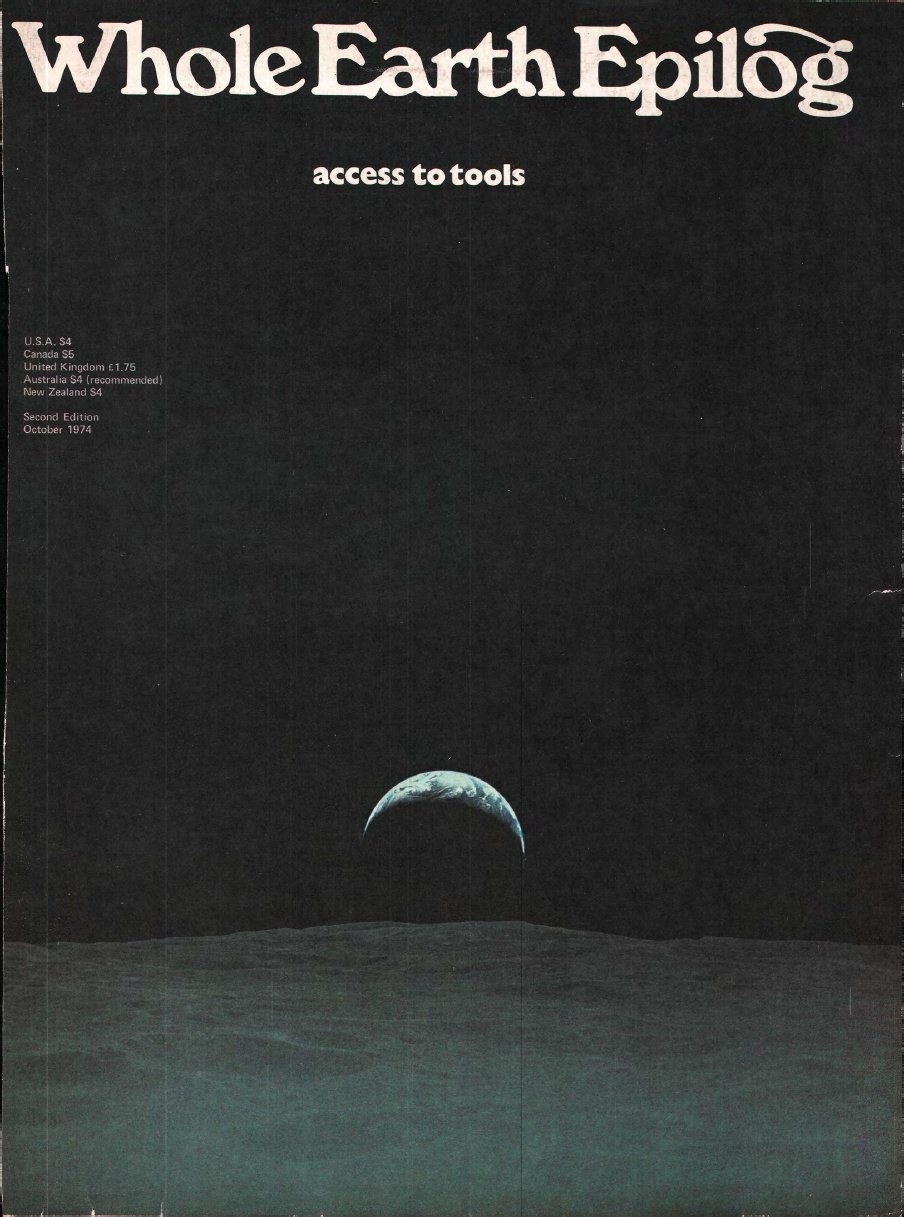 Whole Earth Epilog
access to tools
U.S.A. $4
Canada $5
United Kingdom £1.75
Australia $4 (recommended)
New Zealand $4
Second Edition
October 1974